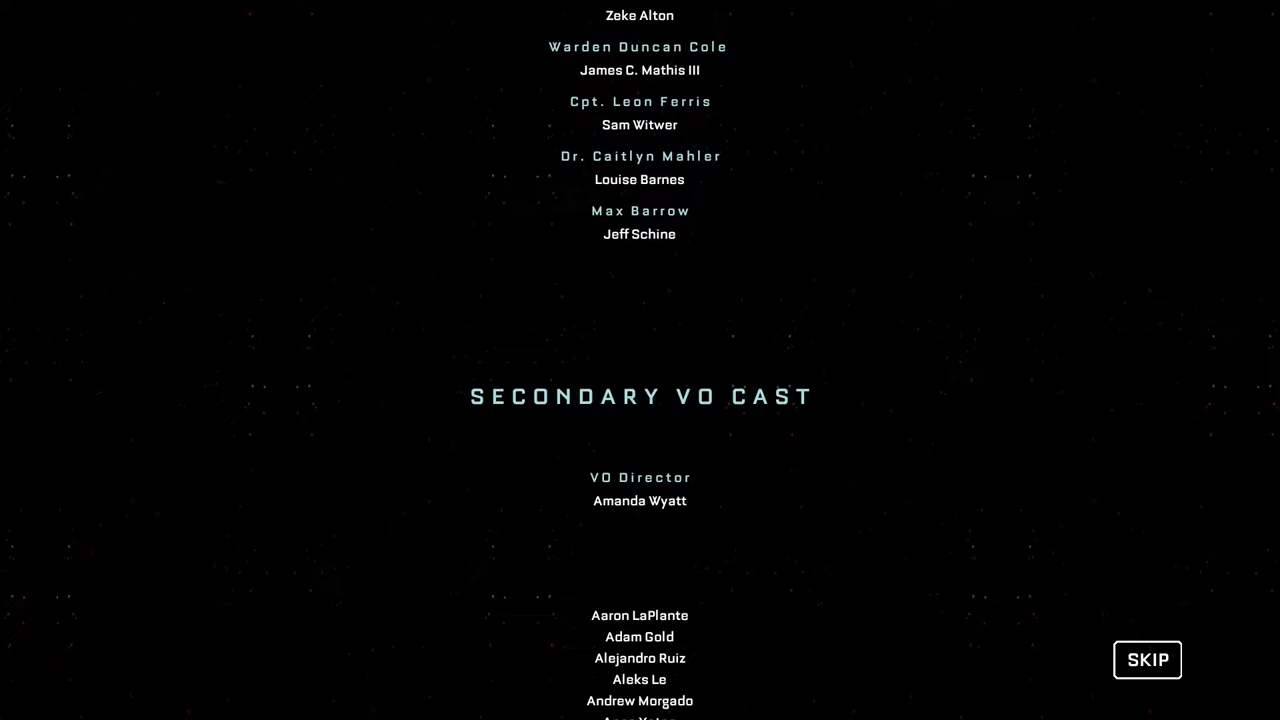 Zeke Alton
Warden Duncan Cole
James C. Mathis III
Cpt. Leon Ferris
Sam Witwer
Dr. Caitlyn Mahler
Louise Barnes
Max Barrow
Jeff Schine
SECONDARY VO CAST
VO Director
Amanda Wyatt
Aaron LaPlante
Adam Gold
Alejandro Ruiz
Aleks Le
Andrew Morgado
SKIP